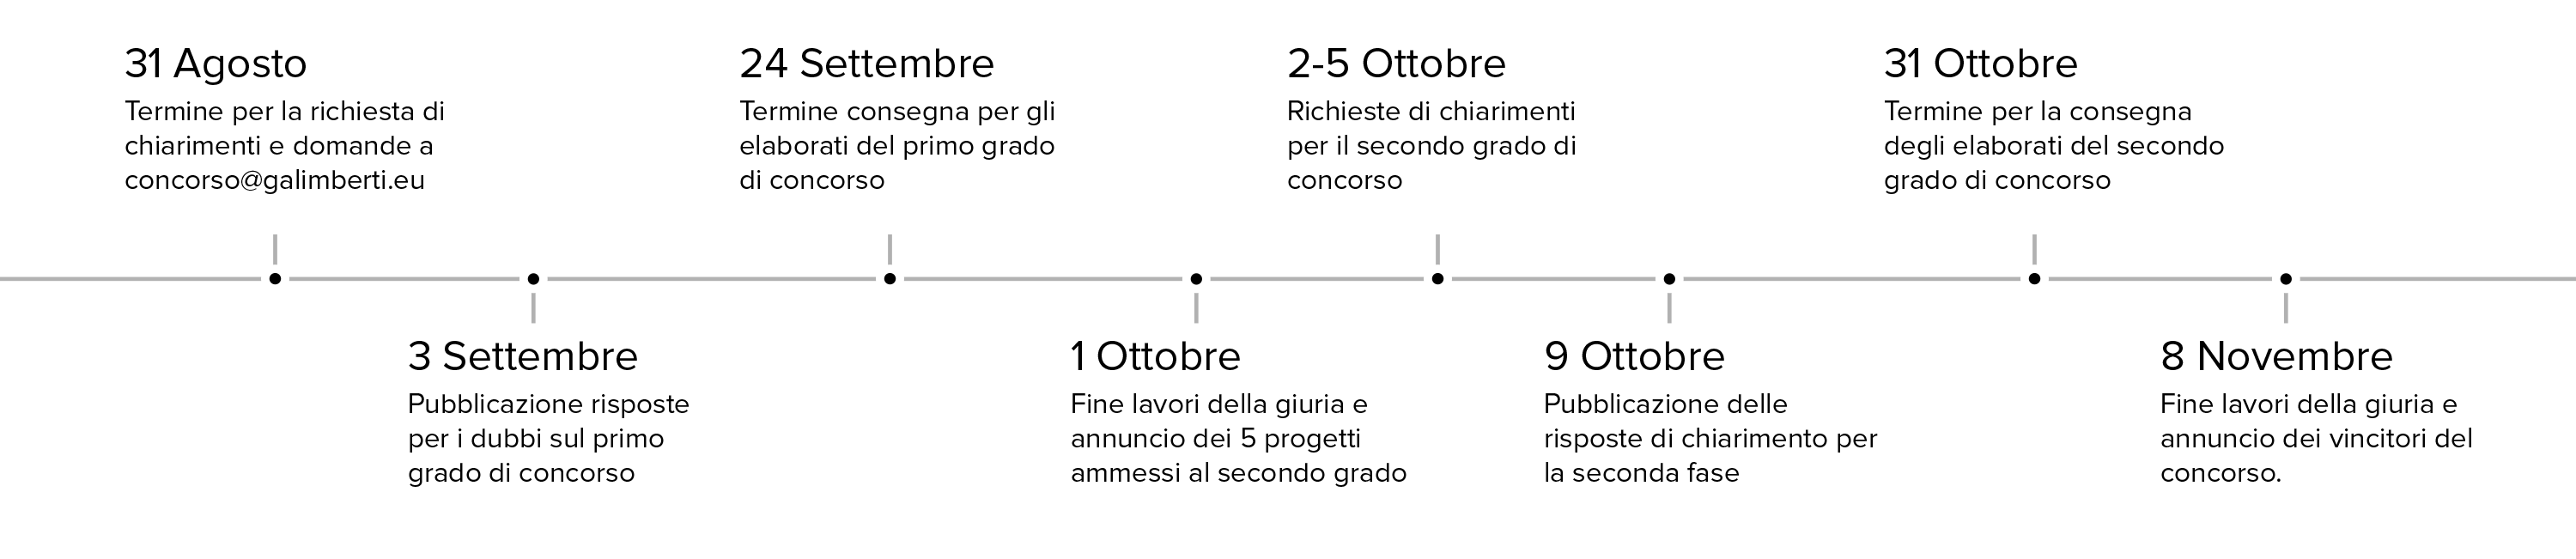 31 Agosto
Termine per la richiesta di
chiarimenti e domande a
concorso@galimberti.eu
3 Settembre
Pubblicazione risposte
per i dubbi sul primo
grado di concorso
24 Settembre
Termine consegna per gli
elaborati del primo grado
di concorso
1 Ottobre
Fine lavori della giuria e
annuncio dei 5 progetti
ammessi al secondo grado
2-5 Ottobre
Richieste di chiarimenti
per il secondo grado di
concorso
9 Ottobre
Pubblicazione delle
risposte di chiarimento per
la seconda fase
31 Ottobre
Termine per la consegna
degli elaborati del secondo
grado di concorso
8 Novembre
Fine lavori della giuria e
annuncio dei vincitori del
concorso.